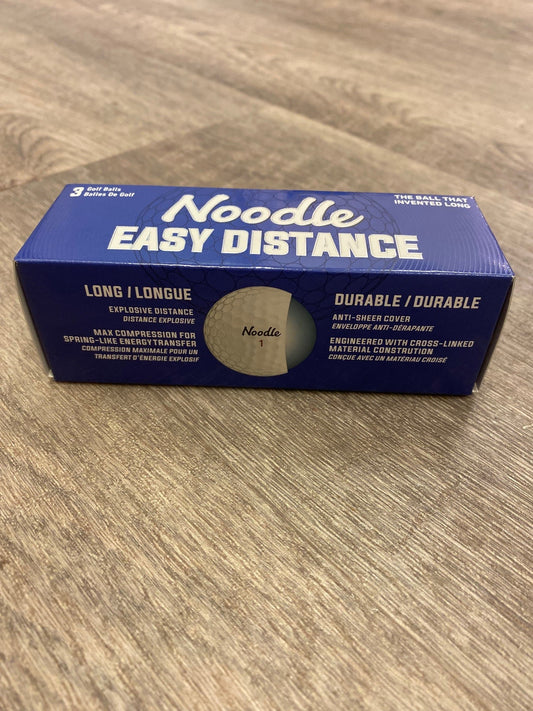 3 Golf Balls
Balles De Golf
Noodle
EASY DISTANCE
THE BALL THAT
INVENTED LONG
LONG / LONGUE
EXPLOSIVE DISTANCE
DISTANCE EXPLOSIVE
MAX COMPRESSION FOR
SPRING-LIKE ENERGY TRANSFER
COMPRESSION MAXIMALE POUR UN
TRANSFERT D'ÉNERGIE EXPLOSIF
Noodle
1
DURABLE / DURABLE
ANTI-SHEER COVER
ENVELOPPE ANTI-DÉRAPANTE
ENGINEERED WITH CROSS-LINKED
MATERIAL CONSTRUTION
CONÇUE AVEC UN MATÉRIAU CROISÉ